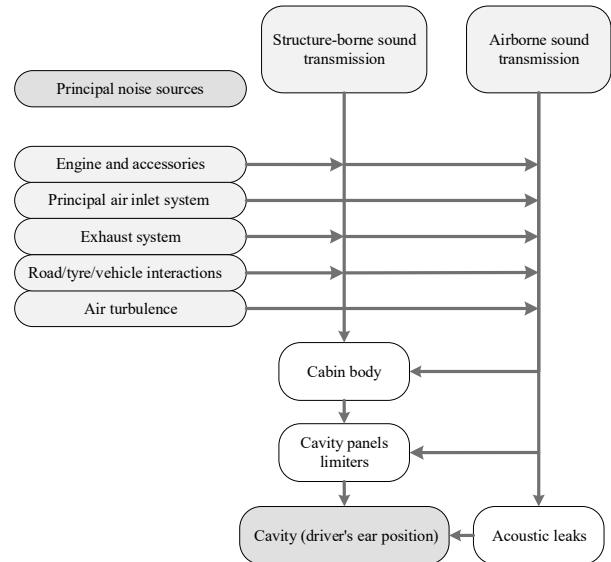 Structure-borne sound
transmission
Airborne sound
transmission
Principal noise sources
Engine and accessories
Principal air inlet system
Exhaust system
Road/tyre/vehicle interactions
Air turbulence
Cabin body
Cavity panels
limiters
Cavity (driver's ear position)
Acoustic leaks